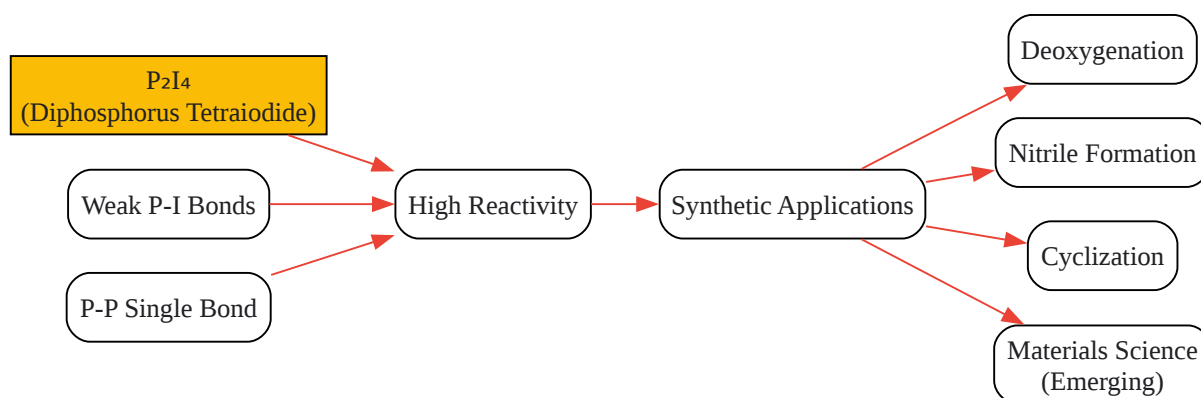 P₂I₄
(Diphosphorus Tetraiodide)
Weak P-I Bonds
P-P Single Bond
High Reactivity
Synthetic Applications
Deoxygenation
Nitrile Formation
Cyclization
Materials Science
(Emerging)